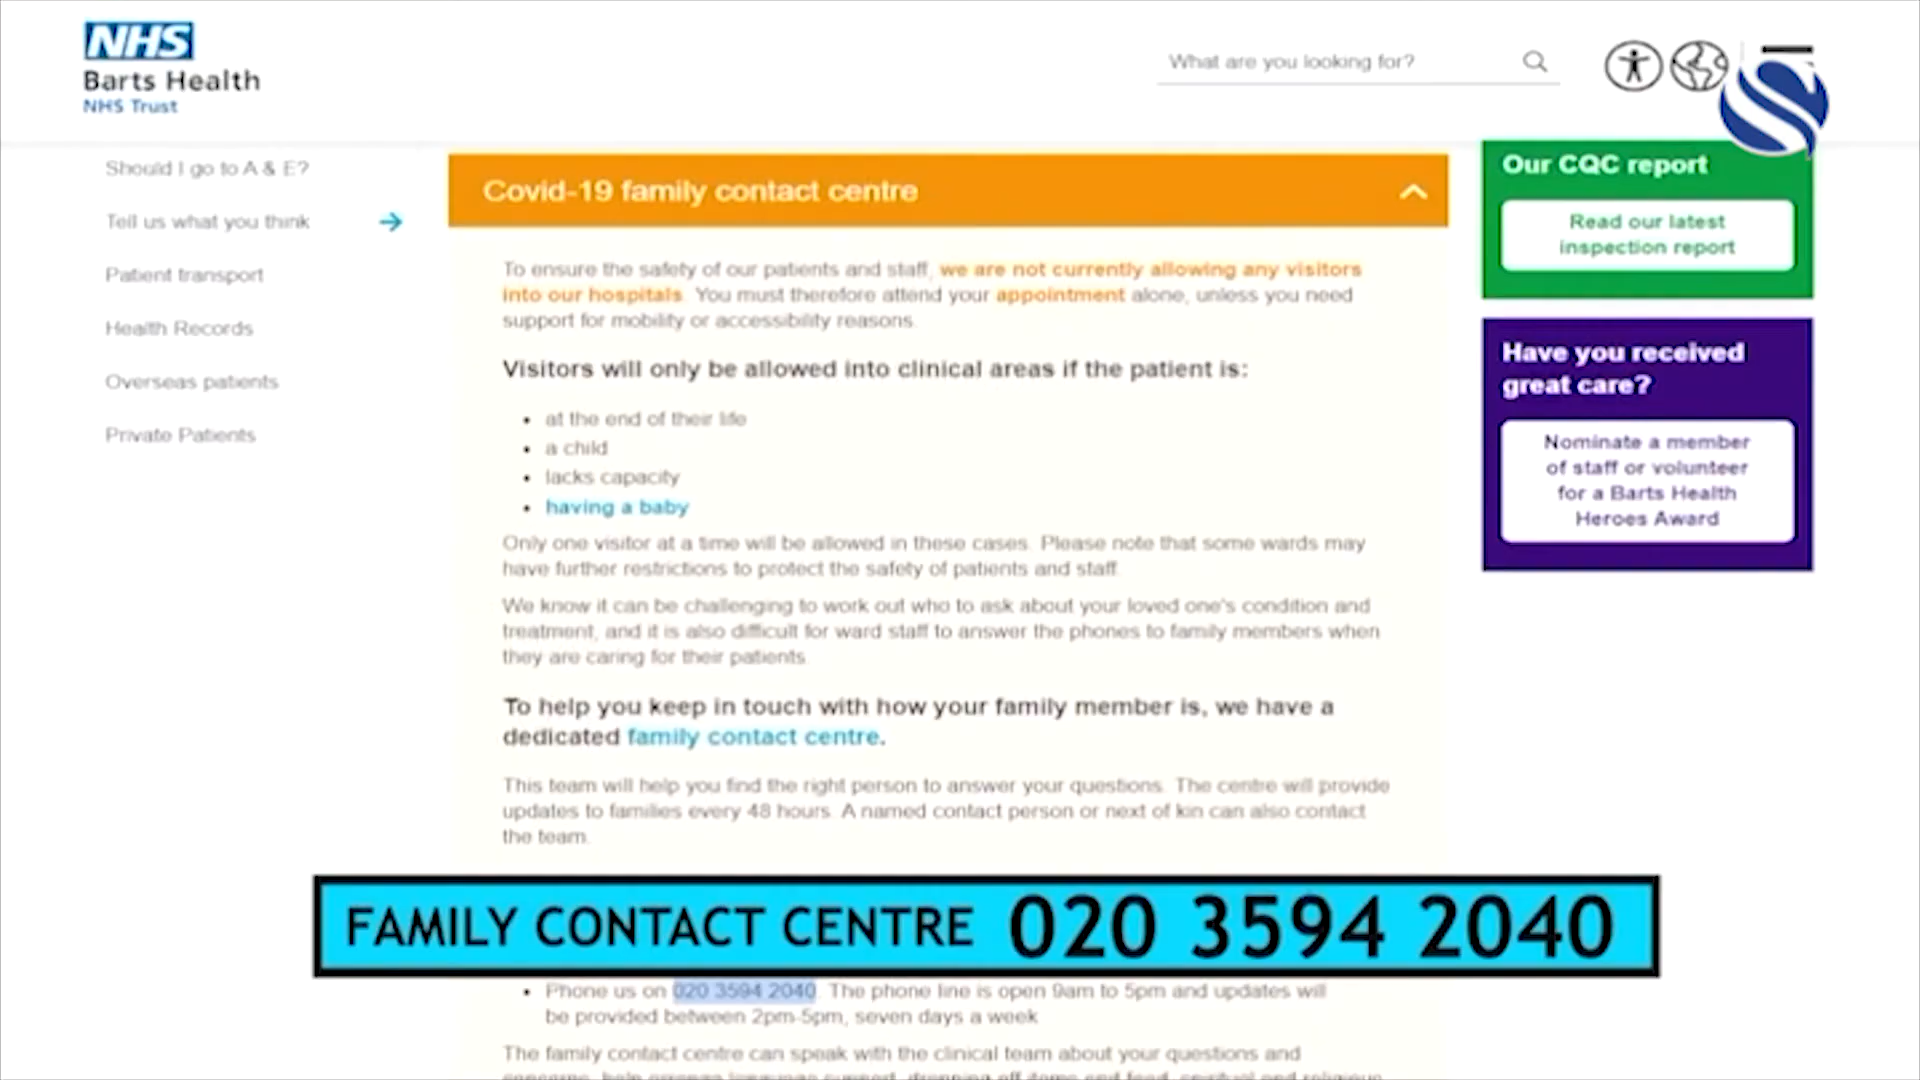 NHS
Barts Health
NHS Trust
What are you looking for?
Should I go to A & E?
Tell us what you think
Patient transport
Health Records
Overseas patients
Private Patients
Covid-19 family contact centre
To ensure the safety of our patients and staff, we are not currently allowing any visitors
into our hospitals. You must therefore attend your appointment alone, unless you need
support for mobility or accessibility reasons.
Visitors will only be allowed into clinical areas if the patient is:
• at the end of their life
• a child
• lacks capacity
• having a baby
Only one visitor at a time will be allowed in these cases. Please note that some wards may
have further restrictions to protect the safety of patients and staff.
We know it can be challenging to work out who to ask about your loved one's condition and
treatment, and it is also difficult for ward staff to answer the phones to family members when
they are caring for their patients.
To help you keep in touch with how your family member is, we have a
dedicated family contact centre.
This team will help you find the right person to answer your questions. The centre will provide
updates to families every 48 hours. A named contact person or next of kin can also contact
the team.
FAMILY CONTACT CENTRE 020 3594 2040
• Phone us on 020 3594 2040. The phone line is open 9am to 5pm and updates will
be provided between 2pm-5pm, seven days a week
The family contact centre can speak with the clinical team about your questions and
Our CQC report
Read our latest
inspection report
Have you received
great care?
Nominate a member
of staff or volunteer
for a Barts Health
Heroes Award